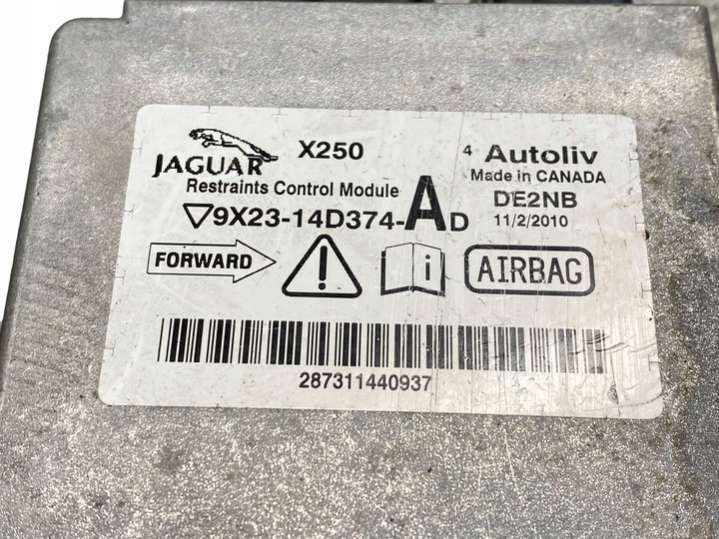 JAGUAR X250
Restraints Control Module
9X23-14D374-AD
4 Autoliv
Made in CANADA
DE2NB
11/2/2010
FORWARD
! i
AIRBAG
287311440937